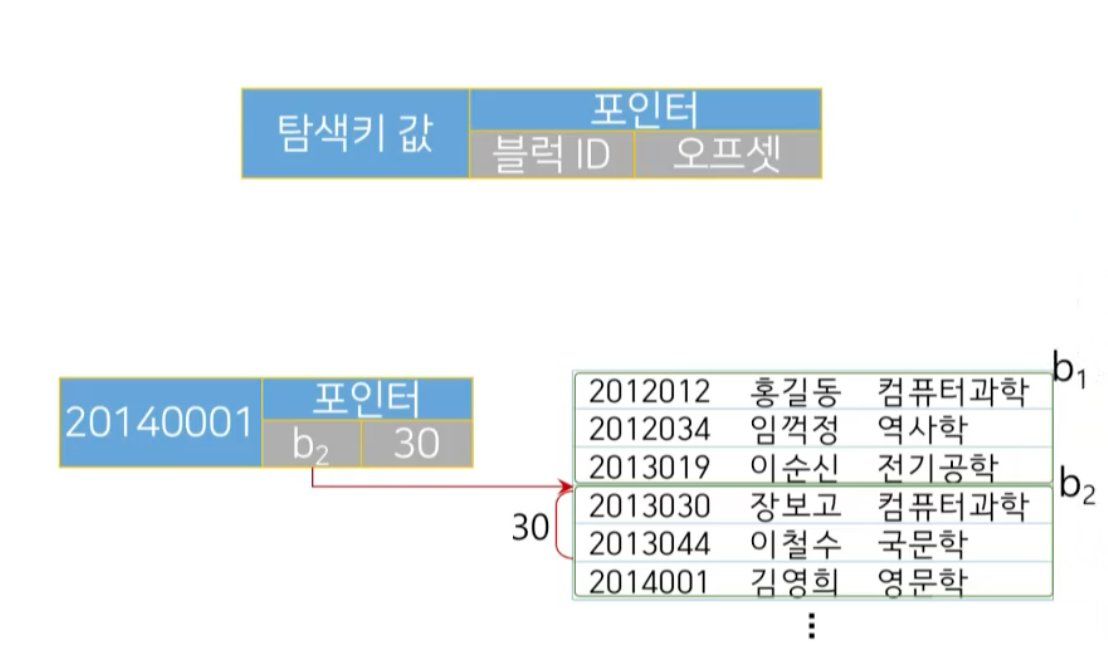 탐색키 값
포인터
블럭 ID 오프셋
20140001
포인터
b₂ 30
b₁
2012012 홍길동 컴퓨터과학
2012034 임꺽정 역사학
2013019 이순신 전기공학
b₂
2013030 장보고 컴퓨터과학
30
2013044 이철수 국문학
2014001 김영희 영문학
⋮